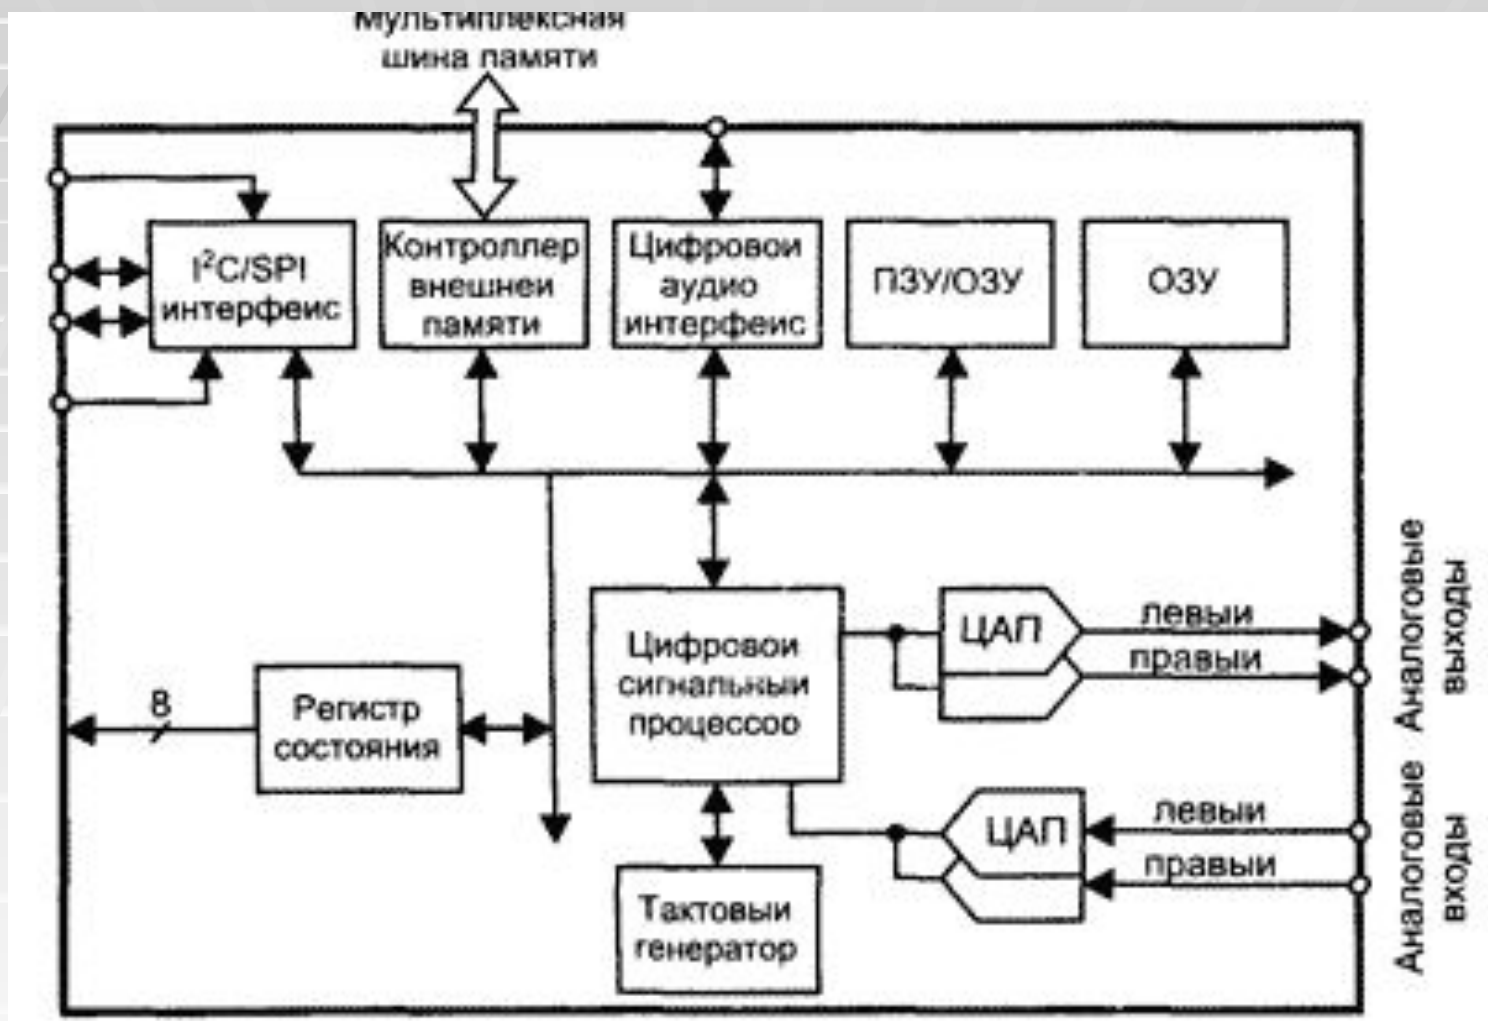 Мультиплексная
шина памяти
I²C/SPI
интерфеис
Контроллер
внешнеи
памяти
Цифровои
аудио
интерфеис
ПЗУ/ОЗУ
ОЗУ
Цифровои
сигнальныи
процессор
ЦАП
левыи
правыи
Аналоговые
выходы
8
Регистр
состояния
ЦАП
левыи
правыи
Аналоговые
входы
Тактовыи
генератор